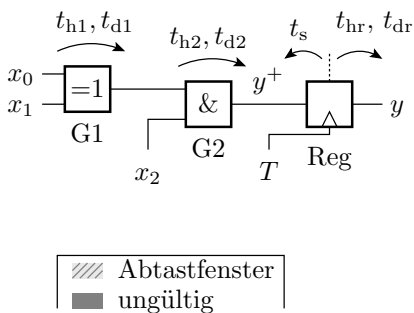 t_h1, t_d1
t_h2, t_d2
t_s
t_hr, t_dr
x_0
=1
x_1
G1
&
G2
y^+
y
x_2
T
Reg
Abtastfenster
ungültig